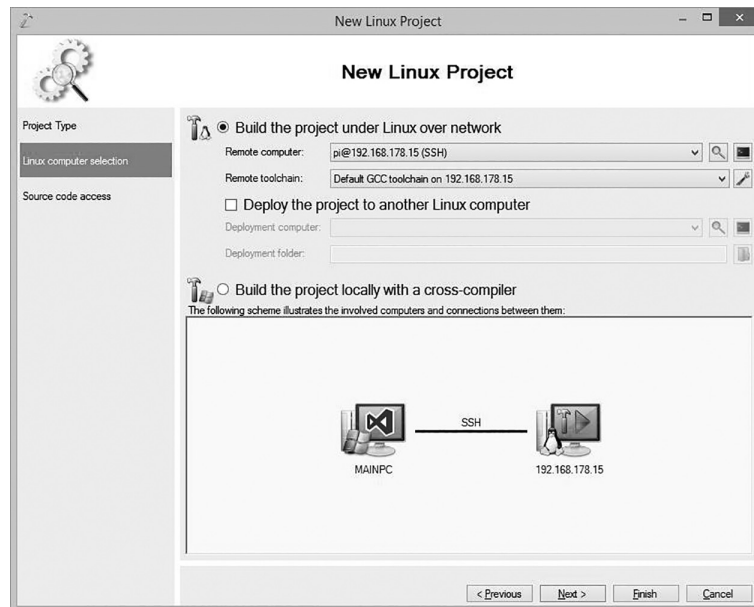 New Linux Project
New Linux Project
Project Type
Linux computer selection
Source code access
Build the project under Linux over network
Remote computer: pi@192.168.178.15 (SSH)
Remote toolchain: Default GCC toolchain on 192.168.178.15
Deploy the project to another Linux computer
Deployment computer:
Deployment folder:
Build the project locally with a cross-compiler
The following scheme illustrates the involved computers and connections between them:
SSH
MAINPC 192.168.178.15
< Previous Next > Finish Cancel